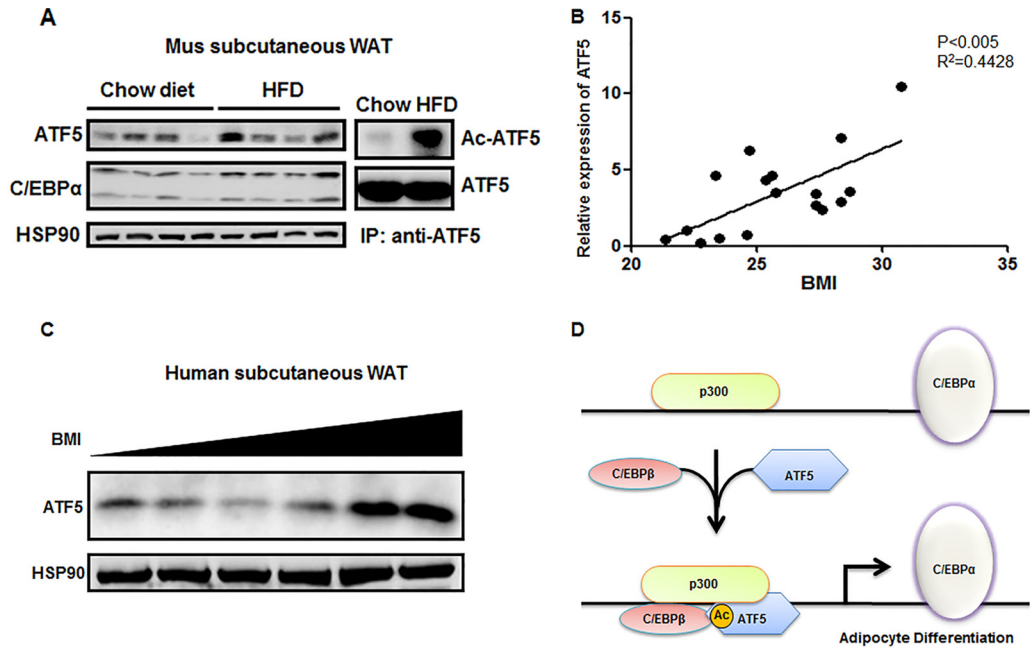 A
Mus subcutaneous WAT
Chow diet HFD
Chow HFD
ATF5
Ac-ATF5
C/EBPα
ATF5
HSP90
IP: anti-ATF5
B
Relative expression of ATF5
P<0.005
R²=0.4428
15
10
5
0
20 25 30 35
BMI
C
Human subcutaneous WAT
BMI
ATF5
HSP90
D
p300
C/EBPα
C/EBPβ
ATF5
p300
C/EBPα
C/EBPβ
Ac
ATF5
Adipocyte Differentiation